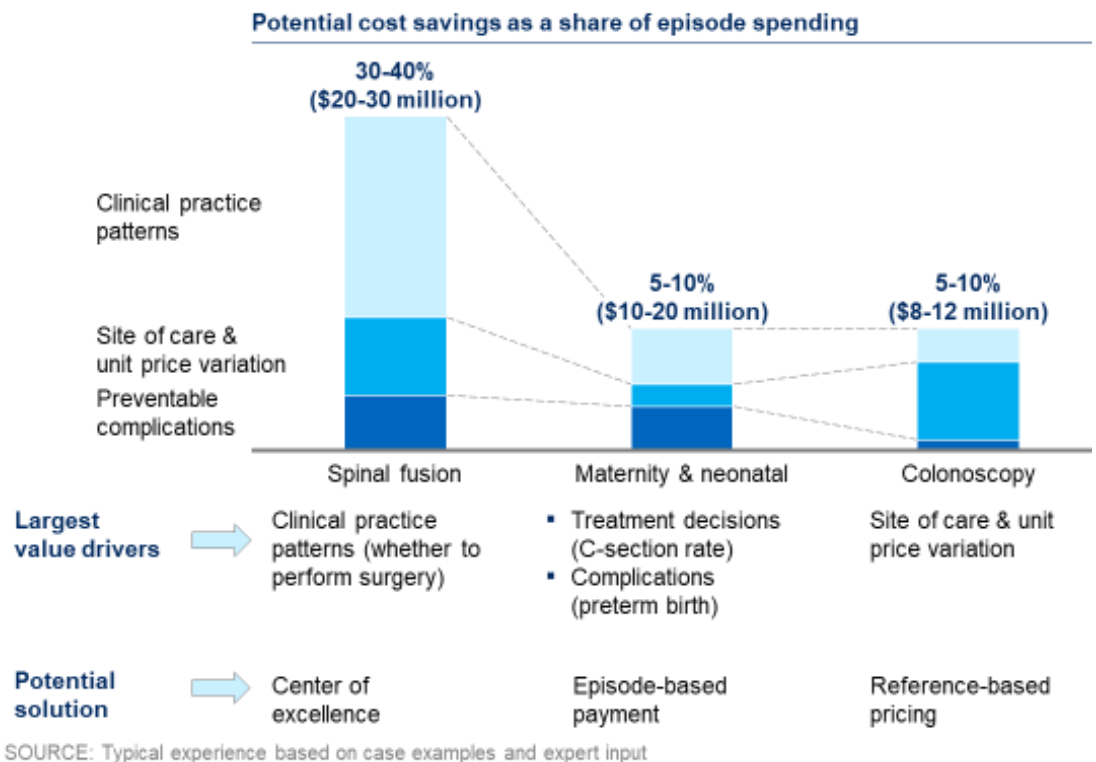 Potential cost savings as a share of episode spending
30-40%
($20-30 million)
Clinical practice
patterns
5-10%
($10-20 million)
5-10%
($8-12 million)
Site of care &
unit price variation
Preventable
complications
Spinal fusion
Maternity & neonatal
Colonoscopy
Largest
value drivers
Clinical practice
patterns (whether to
perform surgery)
▪ Treatment decisions
(C-section rate)
▪ Complications
(preterm birth)
Site of care & unit
price variation
Potential
solution
Center of
excellence
Episode-based
payment
Reference-based
pricing
SOURCE: Typical experience based on case examples and expert input